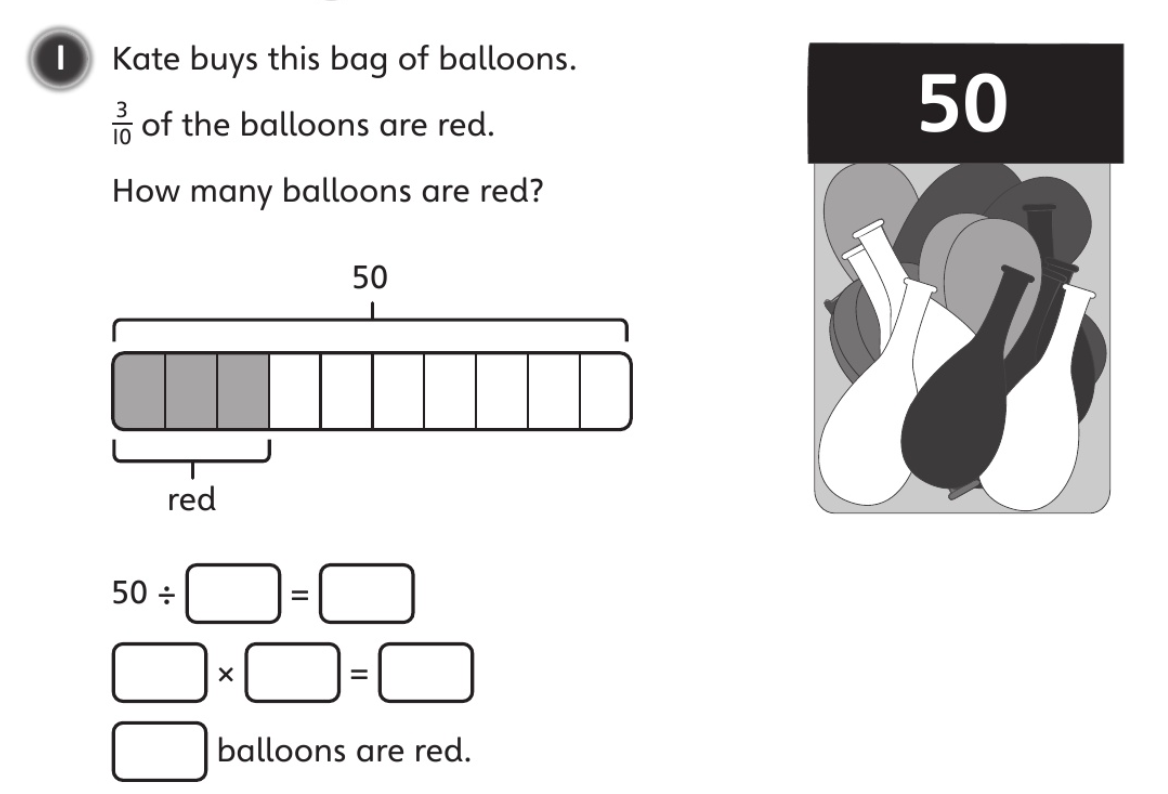 1 Kate buys this bag of balloons.
3/10 of the balloons are red.
How many balloons are red?
50
50
red
50 ÷ =
× =
balloons are red.